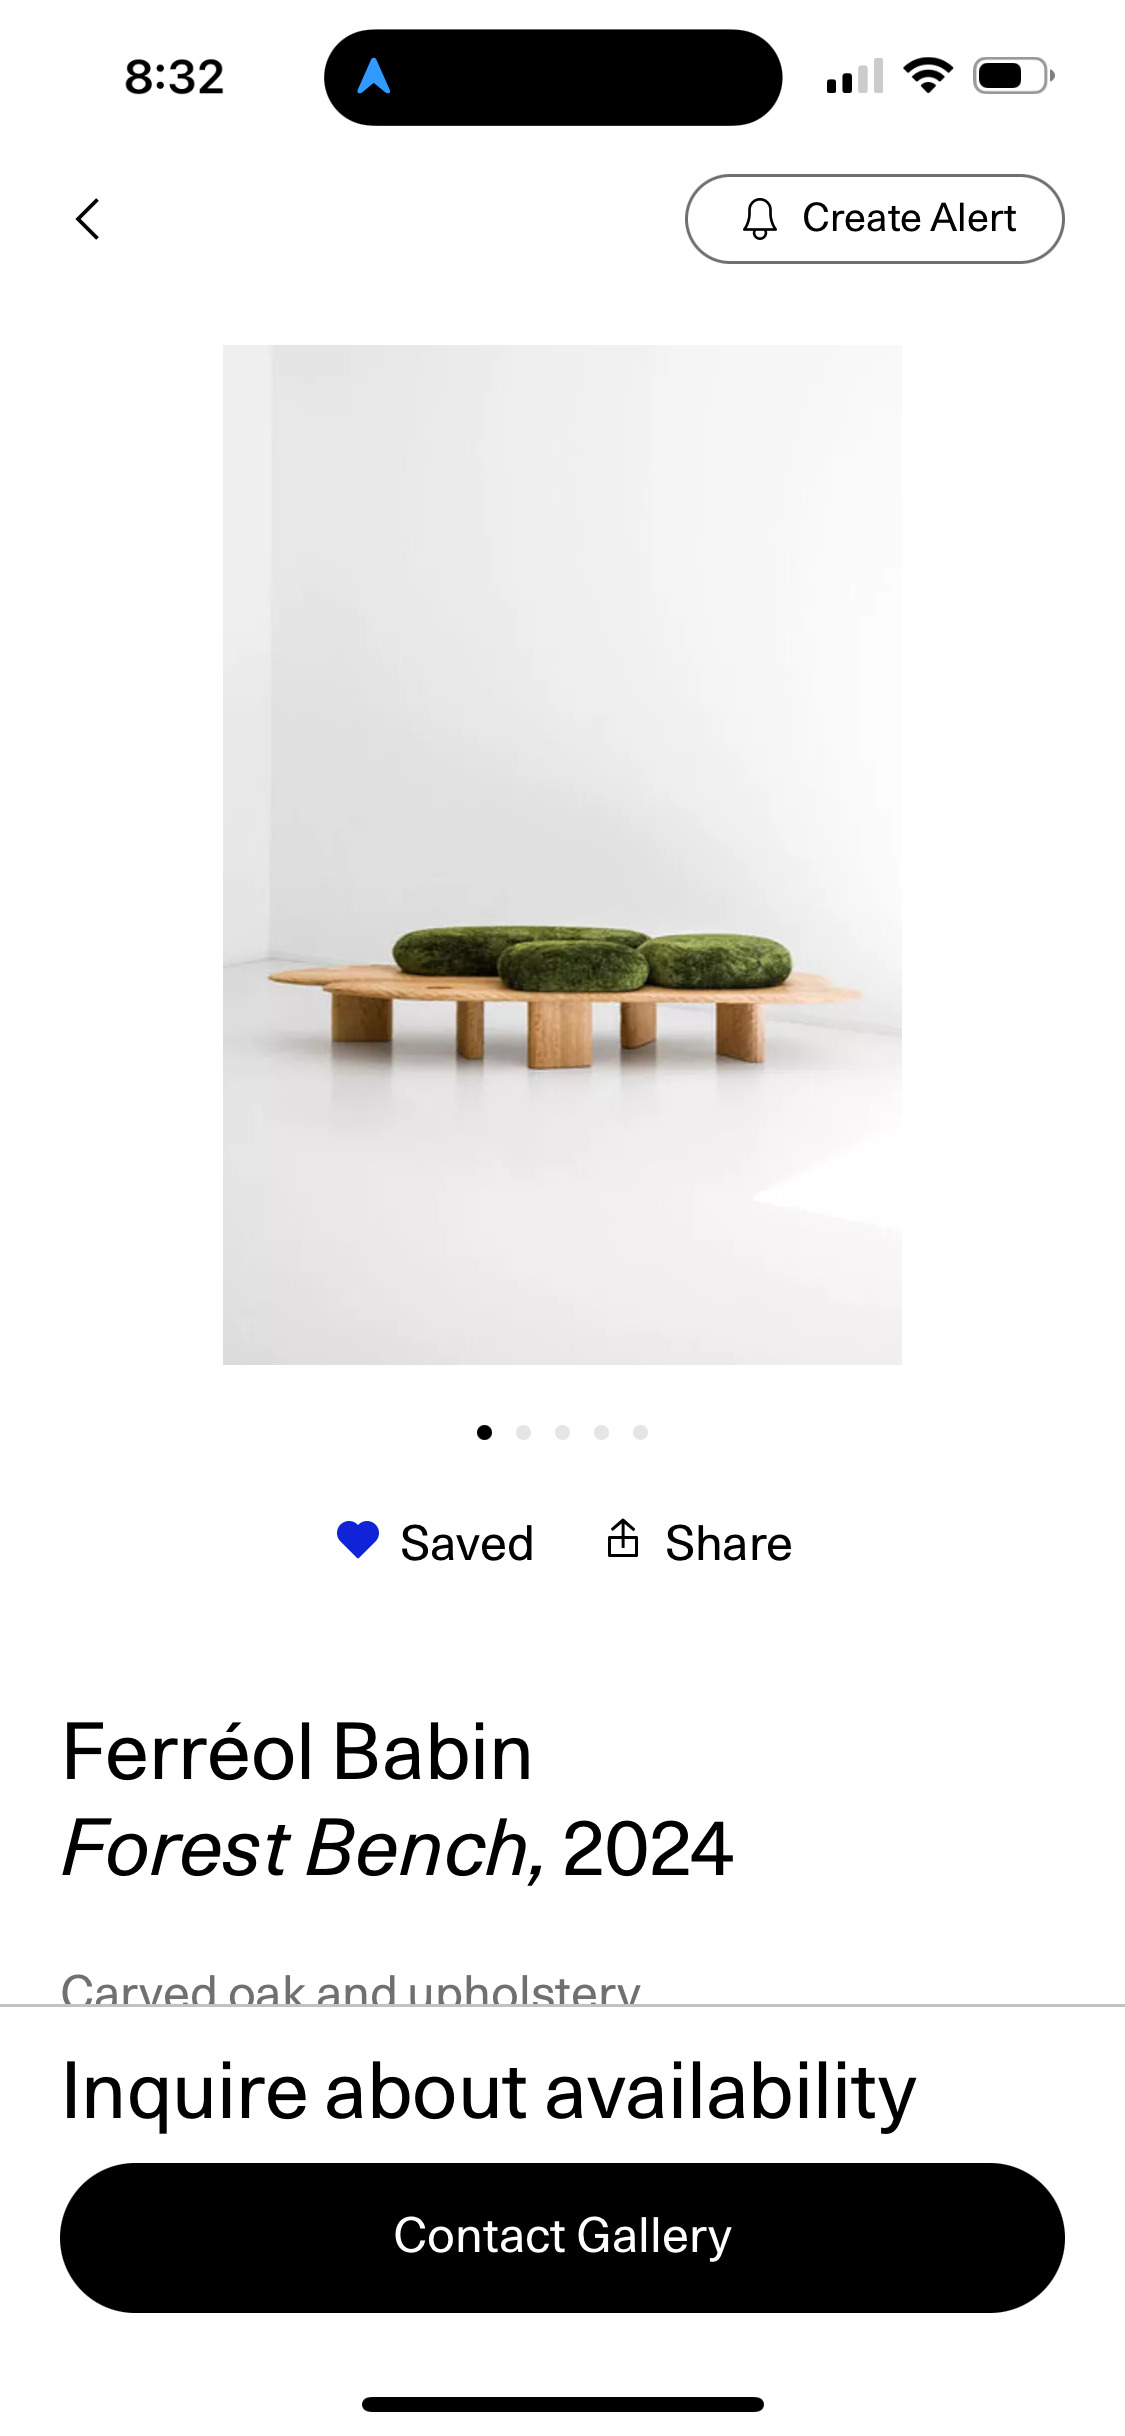 8:32
Create Alert
Saved
Share
Ferréol Babin
Forest Bench, 2024
Carved oak and upholstery
Inquire about availability
Contact Gallery